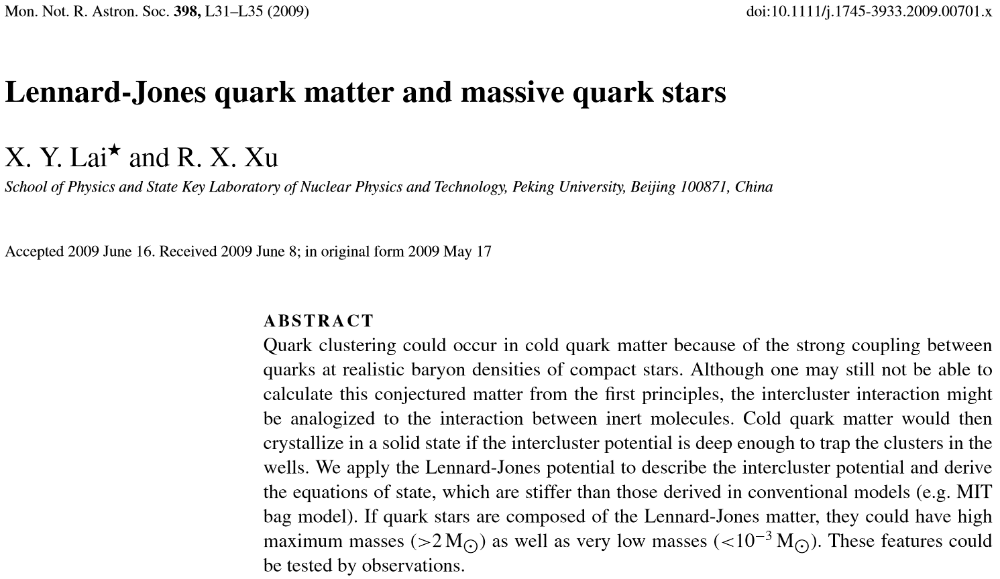 Mon. Not. R. Astron. Soc. 398, L31–L35 (2009)
doi:10.1111/j.1745-3933.2009.00701.x
Lennard-Jones quark matter and massive quark stars
X. Y. Lai★ and R. X. Xu
School of Physics and State Key Laboratory of Nuclear Physics and Technology, Peking University, Beijing 100871, China
Accepted 2009 June 16. Received 2009 June 8; in original form 2009 May 17
ABSTRACT
Quark clustering could occur in cold quark matter because of the strong coupling between
quarks at realistic baryon densities of compact stars. Although one may still not be able to
calculate this conjectured matter from the first principles, the intercluster interaction might
be analogized to the interaction between inert molecules. Cold quark matter would then
crystallize in a solid state if the intercluster potential is deep enough to trap the clusters in the
wells. We apply the Lennard-Jones potential to describe the intercluster potential and derive
the equations of state, which are stiffer than those derived in conventional models (e.g. MIT
bag model). If quark stars are composed of the Lennard-Jones matter, they could have high
maximum masses (>2 M⊙) as well as very low masses (<10⁻³ M⊙). These features could
be tested by observations.